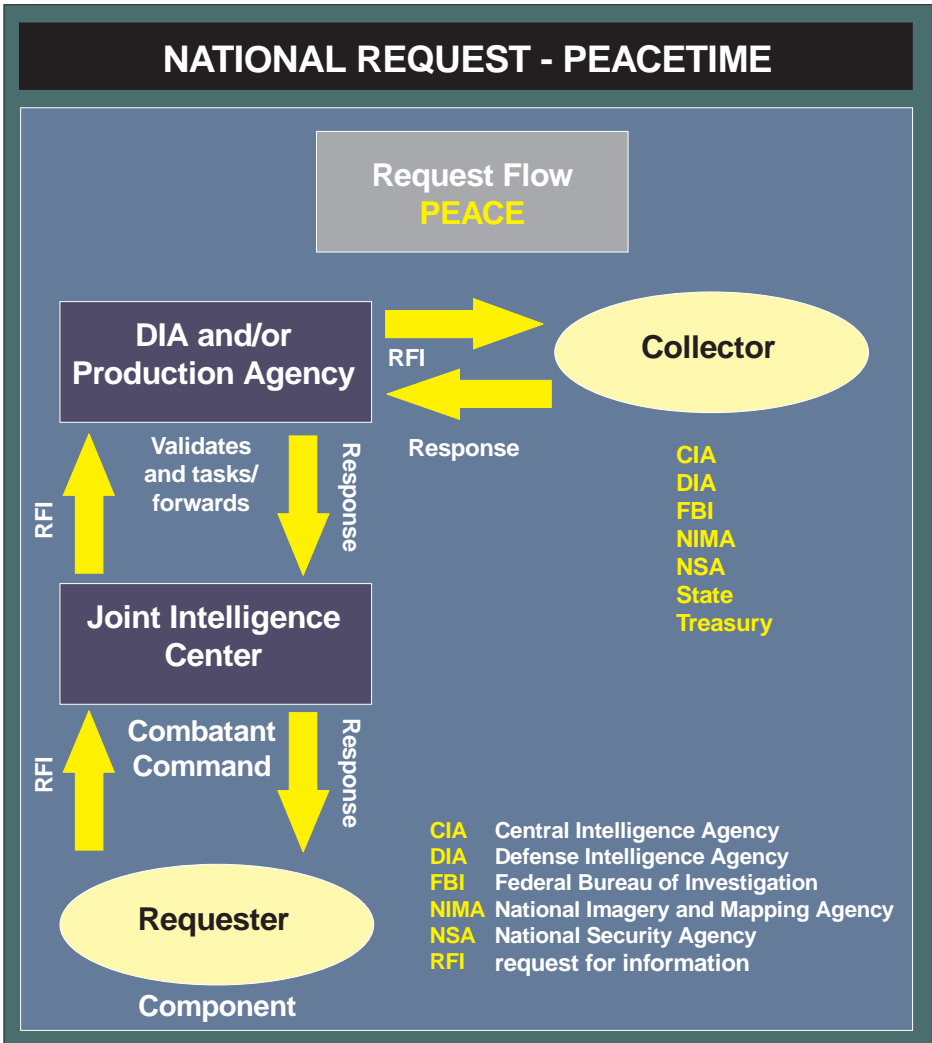 NATIONAL REQUEST - PEACETIME
Request Flow
PEACE
DIA and/or
Production Agency
RFI
Collector
Response
Validates
and tasks/
forwards
RFI
Response
CIA
DIA
FBI
NIMA
NSA
State
Treasury
Joint Intelligence
Center
Combatant
Command
RFI
Response
Requester
Component
CIA Central Intelligence Agency
DIA Defense Intelligence Agency
FBI Federal Bureau of Investigation
NIMA National Imagery and Mapping Agency
NSA National Security Agency
RFI request for information